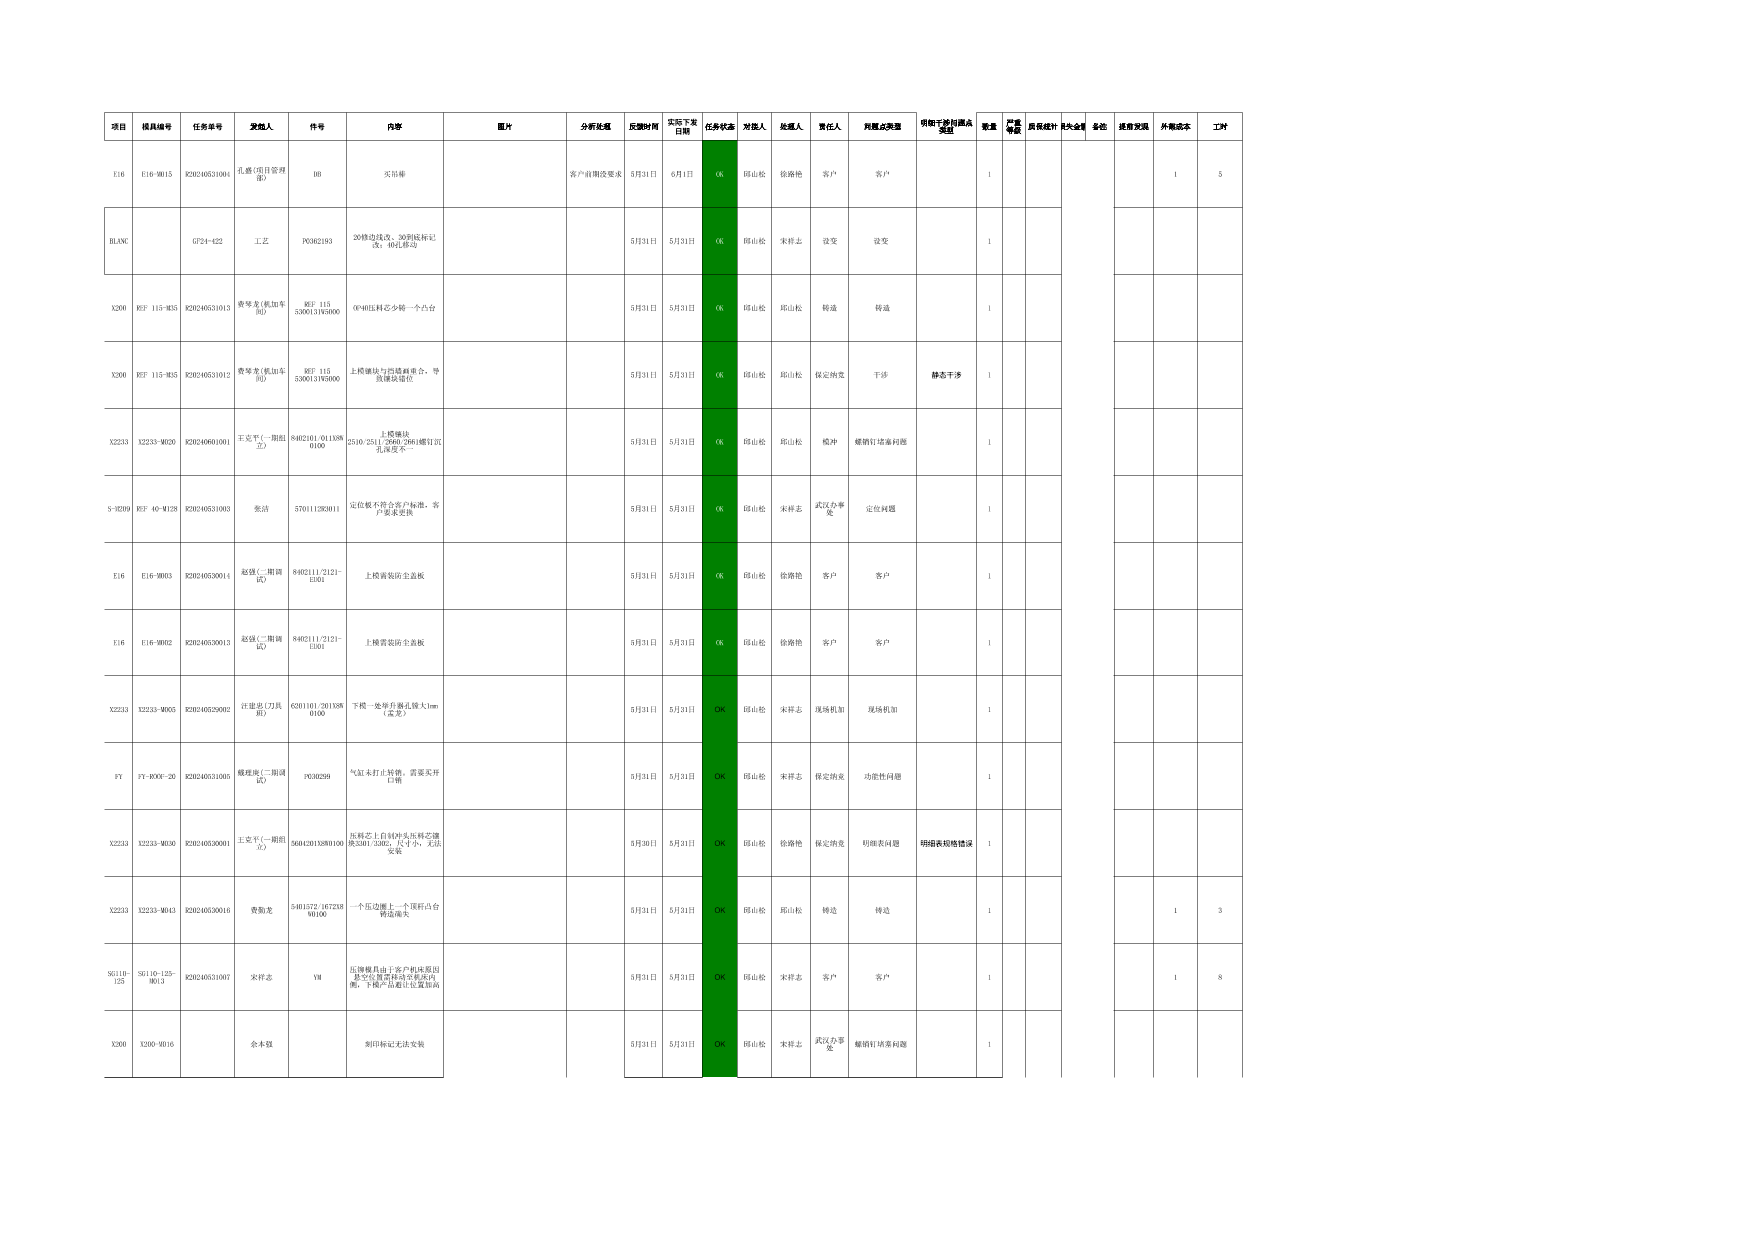 项目 模具编号 任务单号 发起人 件号 内容 图片 分析处理 反馈时间 实际下发日期 任务状态 对接人 处理人 责任人 问题点类型 明细干涉问题点类型 数量 严重等级 质保统计 损失金额 备注 提前发现 外部成本 工时
E16 E16-M015 R20240531004 孔盛(项目管理部) DB 买吊棒 客户前期没要求 5月31日 6月1日 OK 邱山松 徐路艳 客户 客户 1 1 5
BLANC GF24-422 工艺 P0362193 20修边线改、30到底标记改；40孔移动 5月31日 5月31日 OK 邱山松 宋祥志 设变 设变 1
X200 REF 115-M35 R20240531013 费琴龙(机加车间) REF 115 5300131W5000 OP40压料芯少铸一个凸台 5月31日 5月31日 OK 邱山松 邱山松 铸造 铸造 1
X200 REF 115-M35 R20240531012 费琴龙(机加车间) REF 115 5300131W5000 上模镶块与挡墙面重合，导致镶块错位 5月31日 5月31日 OK 邱山松 邱山松 保定纳竞 干涉 静态干涉 1
X2233 X2233-M020 R20240601001 王克平(一期组立) 8402101/011X8W0100 上模镶块2510/2511/2660/2661螺钉沉孔深度不一 5月31日 5月31日 OK 邱山松 邱山松 模冲 螺销钉堵塞问题 1
S-M209 REF 40-M128 R20240531003 张洁 570111283011 定位板不符合客户标准，客户要求更换 5月31日 5月31日 OK 邱山松 宋祥志 武汉办事处 定位问题 1
E16 E16-M003 R20240530014 赵强(二期调试) 8402111/2121-EU01 上模需装防尘盖板 5月31日 5月31日 OK 邱山松 徐路艳 客户 客户 1
E16 E16-M002 R20240530013 赵强(二期调试) 8402111/2121-EU01 上模需装防尘盖板 5月31日 5月31日 OK 邱山松 徐路艳 客户 客户 1
X2233 X2233-M005 R20240529002 汪建忠(刀具班) 6201101/201X8W0100 下模一处举升器孔镗大1mm（孟龙） 5月31日 5月31日 OK 邱山松 宋祥志 现场机加 现场机加 1
FY FY-ROOF-20 R20240531005 (二期调试) P030299 气缸未打止转销，需要买开口销 5月31日 5月31日 OK 邱山松 宋祥志 保定纳竞 功能性问题 1
X2233 X2233-M030 R20240530001 王克平(一期组立) 5604201X8W0100 压料芯上自制冲头压料芯镶块3301/3302，尺寸小，无法安装 5月30日 5月31日 OK 邱山松 徐路艳 保定纳竞 明细表问题 明细表规格错误 1
X2233 X2233-M043 R20240530016 费勤龙 5401572/1672X8W0100 一个压边圈上一个顶杆凸台铸造缺失 5月31日 5月31日 OK 邱山松 邱山松 铸造 铸造 1 1 3
SG110-125 SG110-125-M013 R20240531007 宋祥志 YM 压铆模具由于客户机床原因悬空位置需移动至机床内侧，下模产品避让位置加高 5月31日 5月31日 OK 邱山松 宋祥志 客户 客户 1 1 8
X200 X200-M016 余本强 刻印标记无法安装 5月31日 5月31日 OK 邱山松 宋祥志 武汉办事处 螺销钉堵塞问题 1